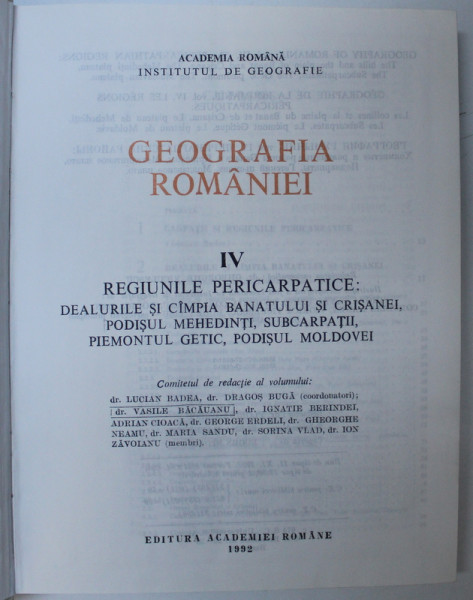 ACADEMIA ROMÂNĂ
INSTITUTUL DE GEOGRAFIE
GEOGRAFIA
ROMÂNIEI
IV
REGIUNILE PERICARPATICE:
DEALURILE ȘI CÎMPIA BANATULUI ȘI CRIȘANEI,
PODIȘUL MEHEDINȚI, SUBCARPAȚII,
PIEMONTUL GETIC, PODIȘUL MOLDOVEI
Comitetul de redacție al volumului:
dr. LUCIAN BADEA, dr. DRAGOȘ BUGĂ (coordonatori);
dr. VASILE BĂCĂUANU, dr. IGNATIE BERINDEI,
ADRIAN CIOACĂ, dr. GEORGE ERDELI, dr. GHEORGHE
NEAMU, dr. MARIA SANDU, dr. SORINA VLAD, dr. ION
ZĂVOIANU (membri).
EDITURA ACADEMIEI ROMÂNE
1992